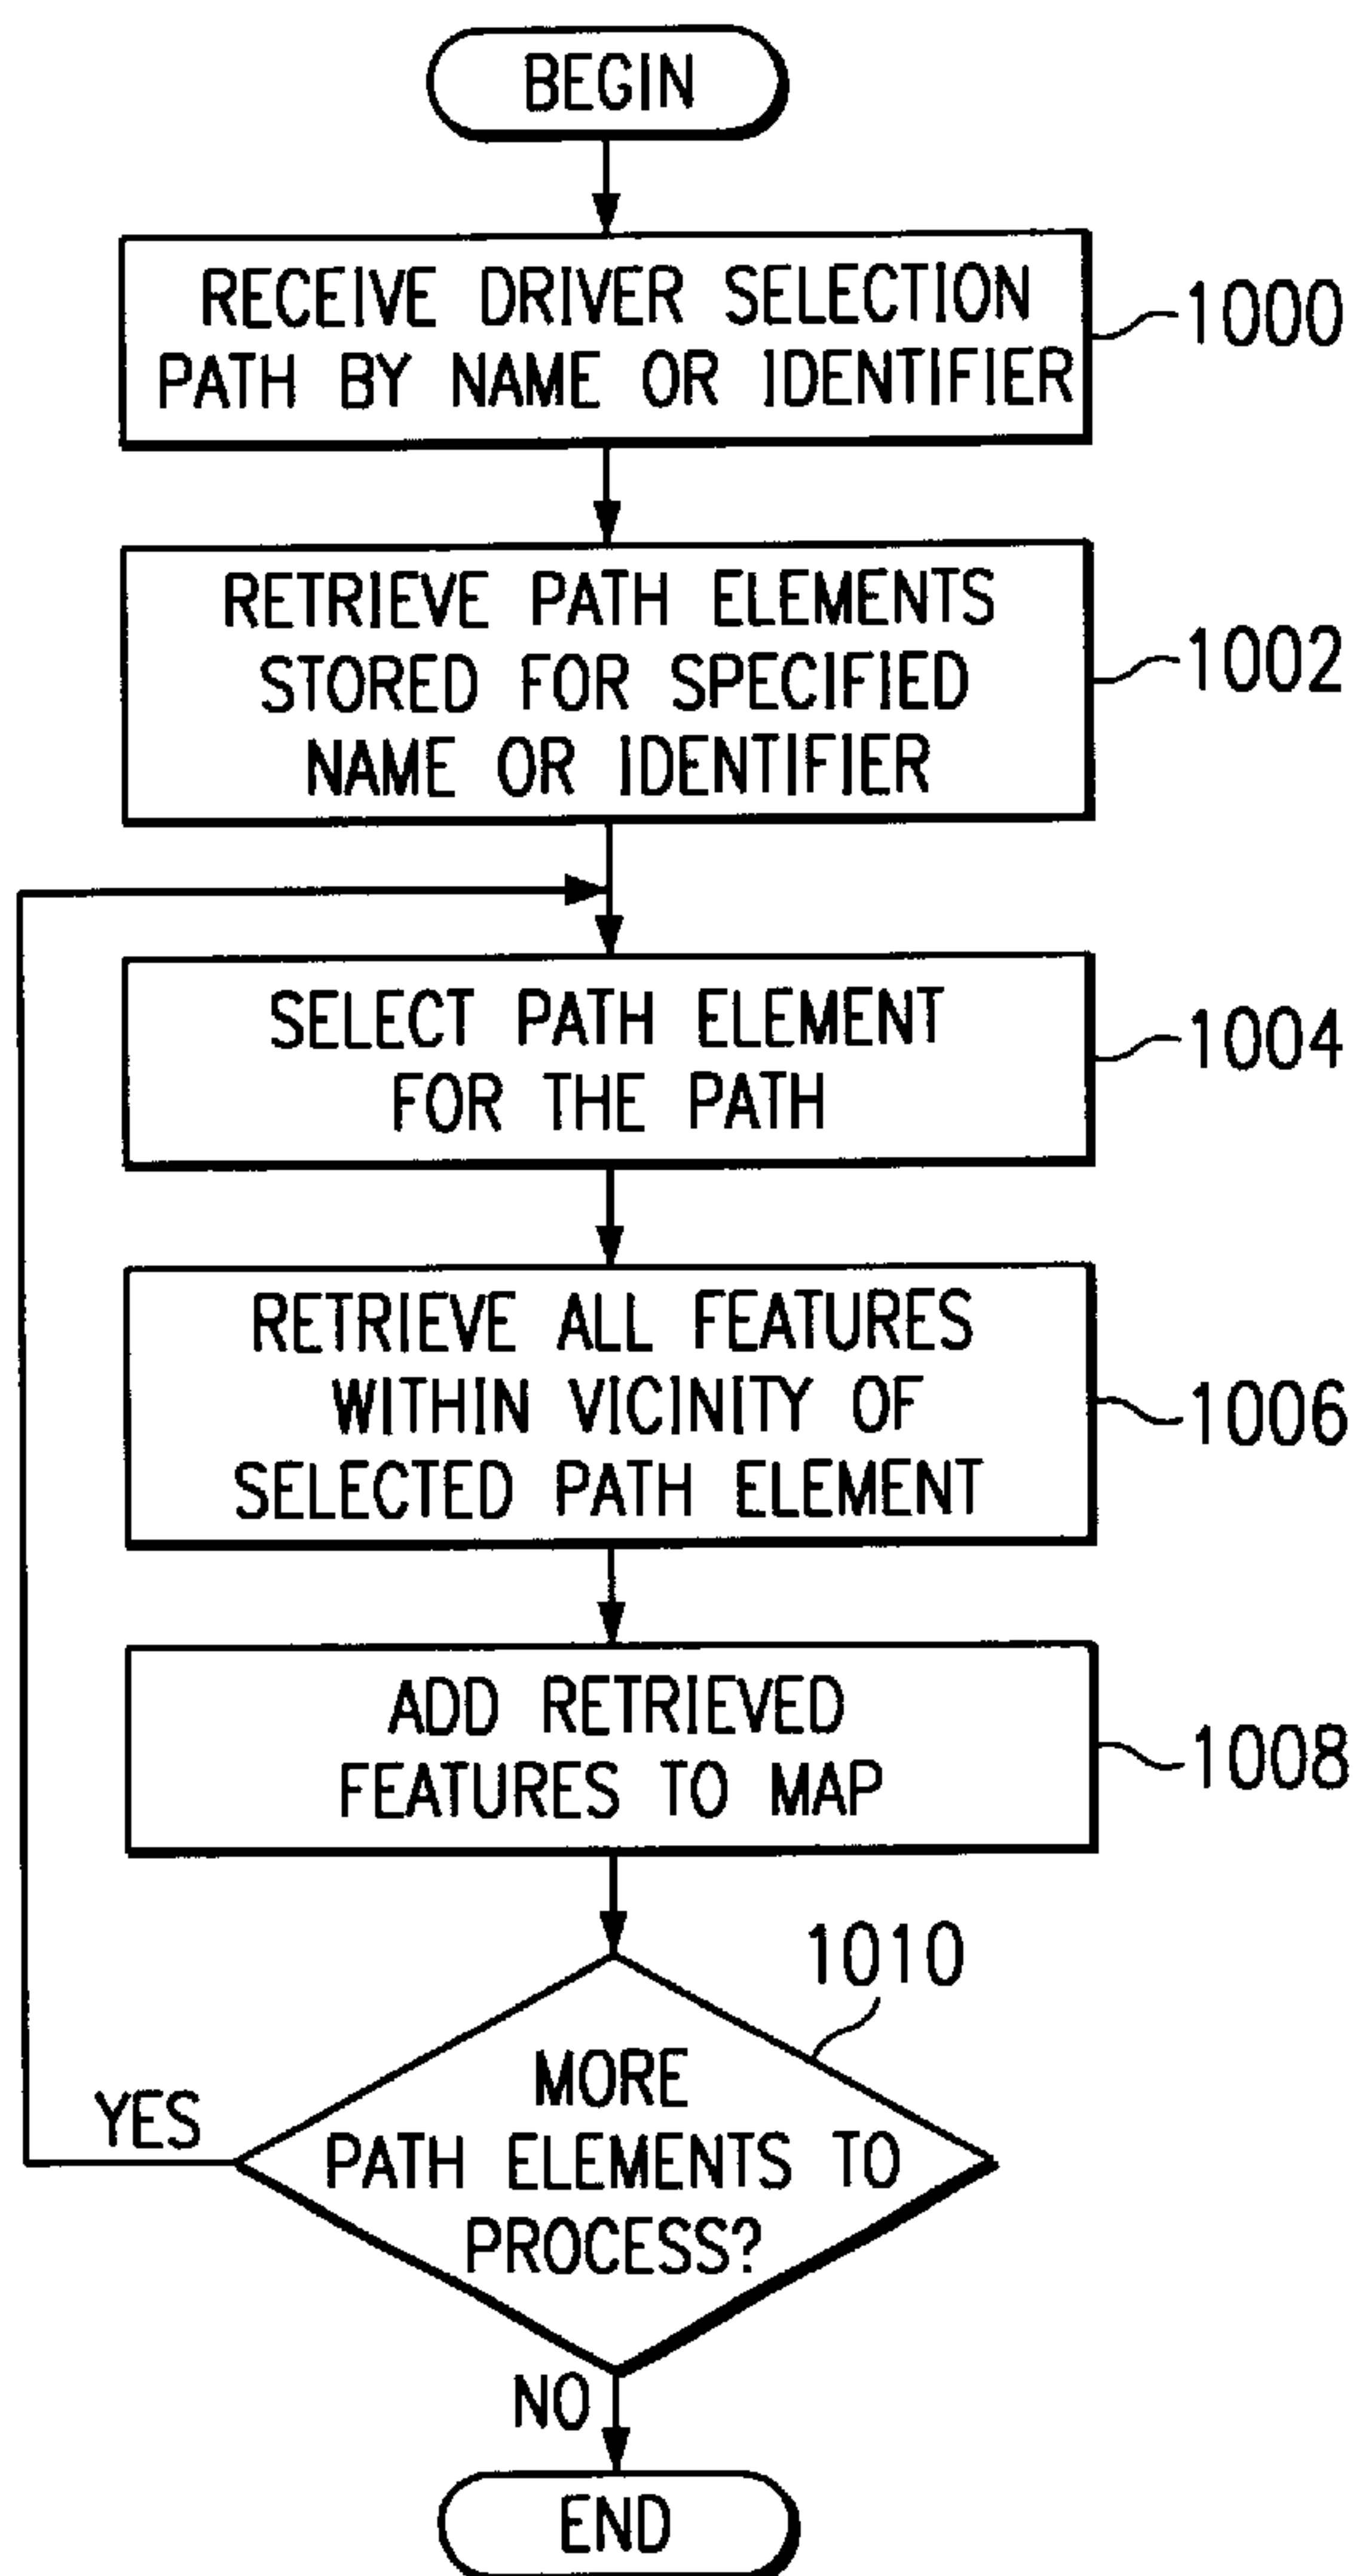 BEGIN
RECEIVE DRIVER SELECTION
PATH BY NAME OR IDENTIFIER
1000
RETRIEVE PATH ELEMENTS
STORED FOR SPECIFIED
NAME OR IDENTIFIER
1002
SELECT PATH ELEMENT
FOR THE PATH
1004
RETRIEVE ALL FEATURES
WITHIN VICINITY OF
SELECTED PATH ELEMENT
1006
ADD RETRIEVED
FEATURES TO MAP
1008
1010
MORE
PATH ELEMENTS TO
PROCESS?
YES
NO
END